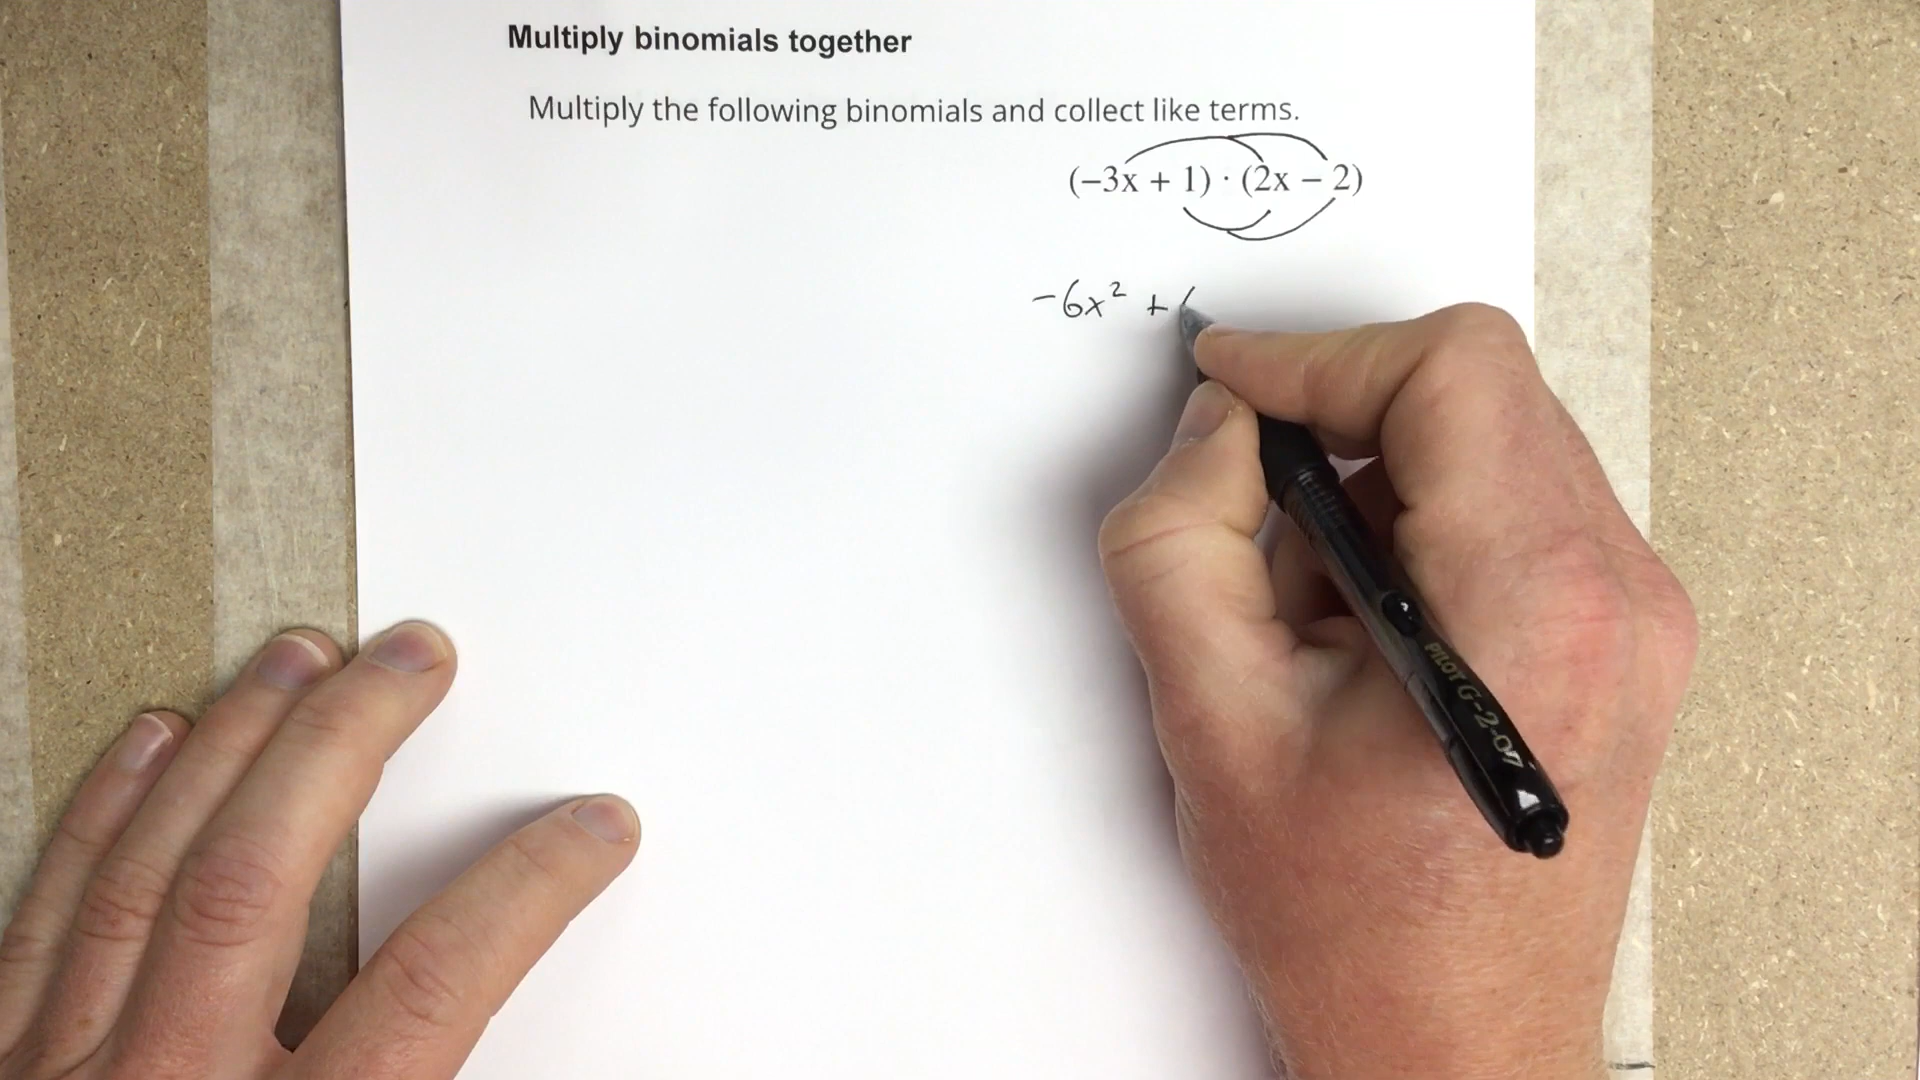 Multiply binomials together
Multiply the following binomials and collect like terms.
(−3x + 1) · (2x − 2)
-6x² +
PILOT G-2-07